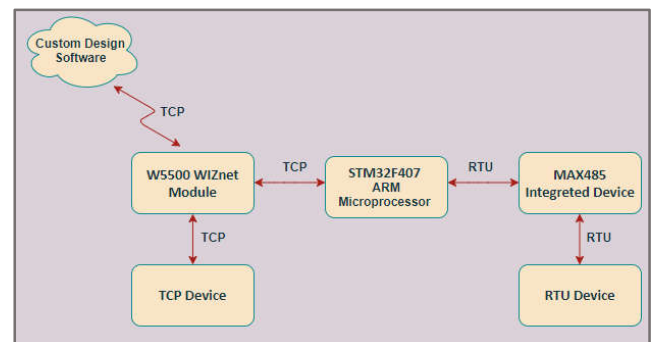 Custom Design
Software
TCP
W5500 WIZnet
Module
TCP
STM32F407
ARM
Microprocessor
RTU
MAX485
Integreted Device
TCP
RTU
TCP Device
RTU Device